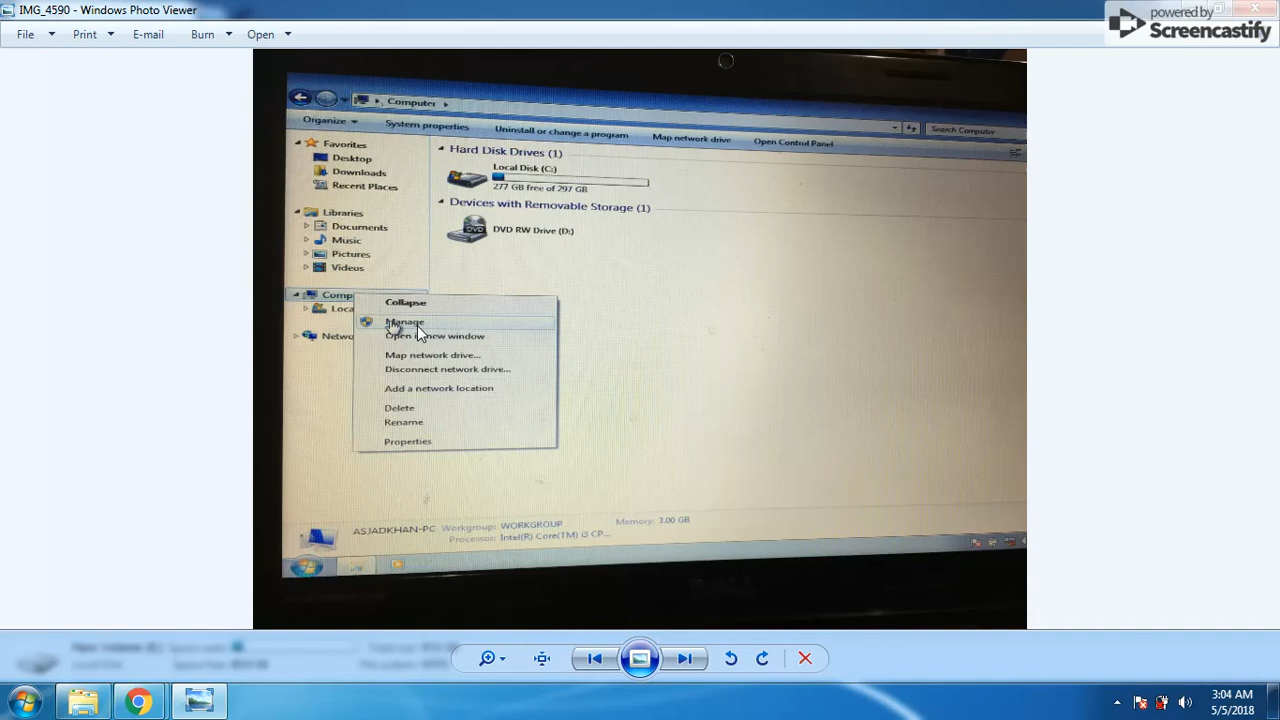 IMG_4590 - Windows Photo Viewer
powered by
Screencastify
File Print E-mail Burn Open
Computer
Search Computer
Organize System properties Uninstall or change a program Map network drive Open Control Panel
Favorites
Desktop
Downloads
Recent Places
Libraries
Documents
Music
Pictures
Videos
Comp
Loca
Netwo
Hard Disk Drives (1)
Local Disk (C:)
277 GB free of 297 GB
Devices with Removable Storage (1)
DVD RW Drive (D:)
Collapse
Manage
Open in new window
Map network drive...
Disconnect network drive...
Add a network location
Delete
Rename
Properties
ASJADKHAN-PC Workgroup: WORKGROUP Memory: 3.00 GB
Processor: Intel(R) Core(TM) i3 CP...
DELL
3:04 AM
5/5/2018